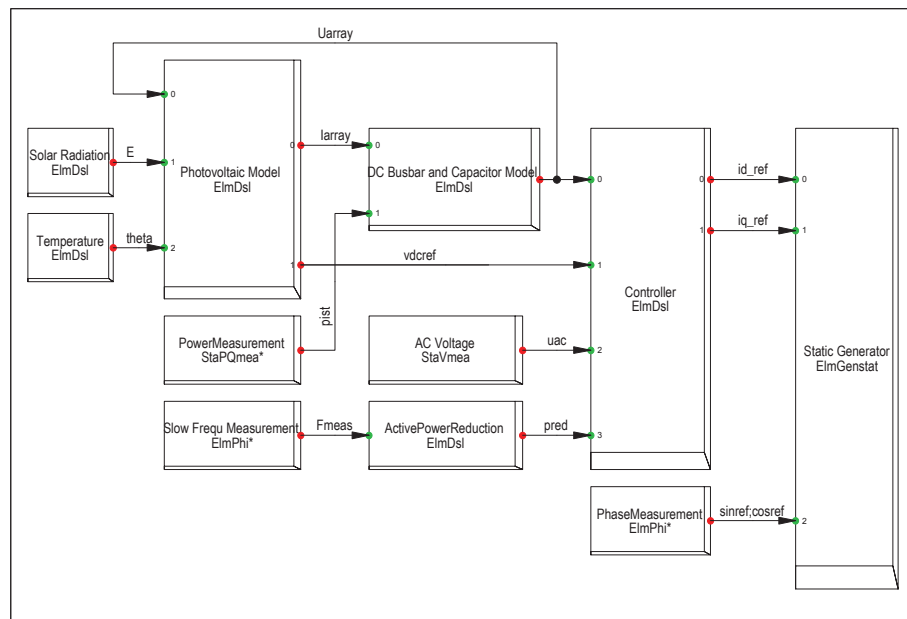 Uarray
0
Solar Radiation
ElmDsl
E
1
Photovoltaic Model
ElmDsl
0
Iarray
0
DC Busbar and Capacitor Model
ElmDsl
0
0
id_ref
0
Temperature
ElmDsl
theta
2
1
1
iq_ref
1
1
vdcref
1
Controller
ElmDsl
pist
PowerMeasurement
StaPQmea*
AC Voltage
StaVmea
uac
2
Static Generator
ElmGenstat
Slow Frequ Measurement
ElmPhi*
Fmeas
ActivePowerReduction
ElmDsl
pred
3
PhaseMeasurement
ElmPhi*
sinref;cosref
2